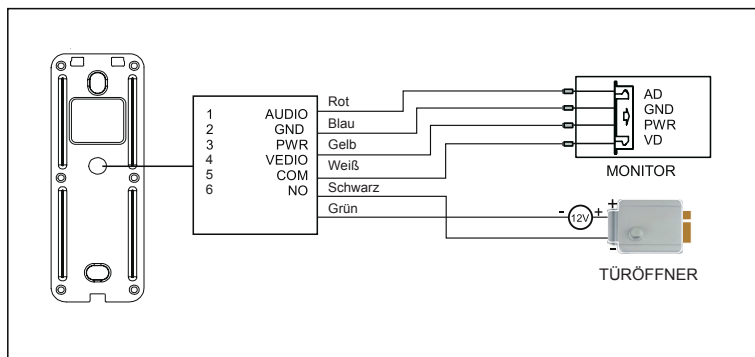 1 AUDIO Rot
2 GND Blau
3 PWR Gelb
4 VEDIO Weiß
5 COM Schwarz
6 NO Grün
AD
GND
PWR
VD
MONITOR
- 12V + +
-
TÜRÖFFNER